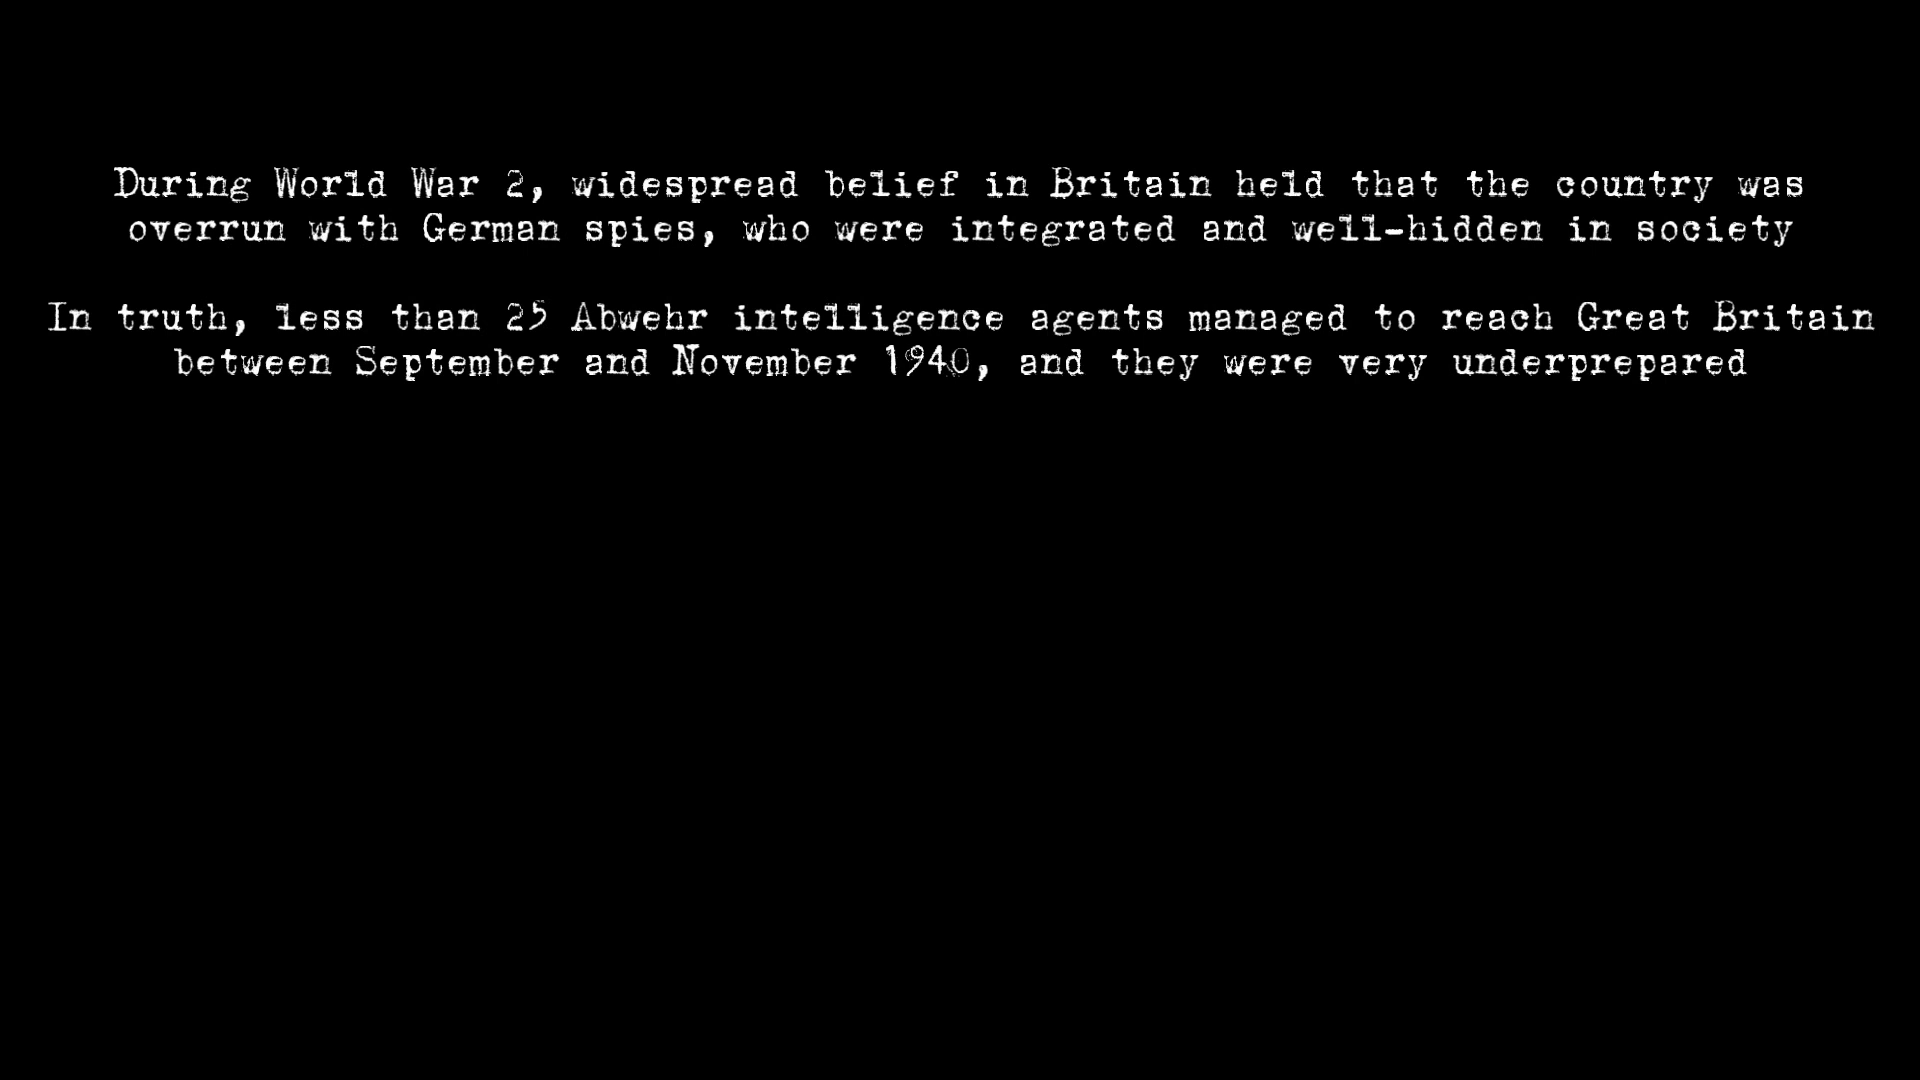 During World War 2, widespread belief in Britain held that the country was
overrun with German spies, who were integrated and well-hidden in society
In truth, less than 25 Abwehr intelligence agents managed to reach Great Britain
between September and November 1940, and they were very underprepared